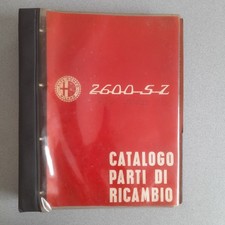 2600 SZ
CATALOGO
PARTI DI
RICAMBIO